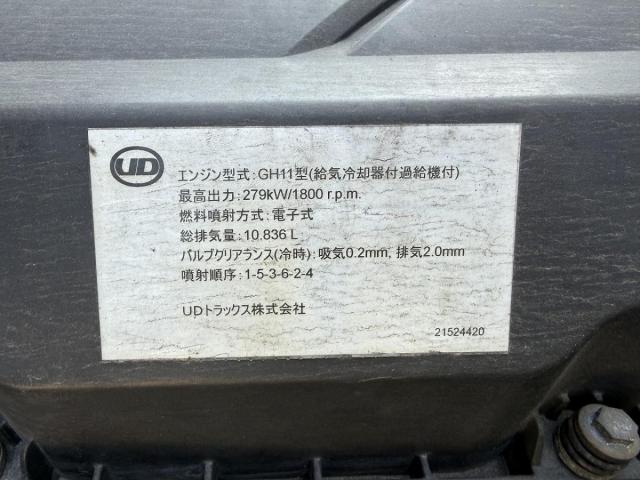 UD
エンジン型式:GH11型(給気冷却器付過給機付)
最高出力:279kW/1800 r.p.m.
燃料噴射方式:電子式
総排気量:10.836 L
バルブクリアランス(冷時):吸気0.2mm, 排気2.0mm
噴射順序:1-5-3-6-2-4
UDトラックス株式会社
21524420